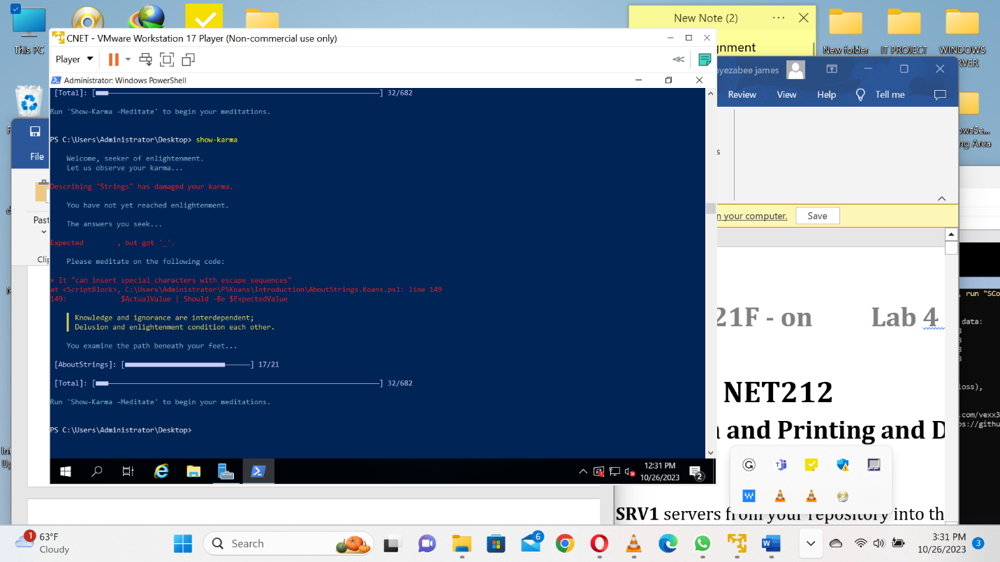 This PC
New Note (2)
nment
New folder
IT PROJECT
WINDOWS
RVER
CNET - VMware Workstation 17 Player (Non-commercial use only)
Player
ayezabee james
Administrator: Windows PowerShell
Review
View
Help
Tell me
File
Past
[Total]: [ ] 32/682
Run 'Show-Karma -Meditate' to begin your meditations.
PS C:\Users\Administrator\Desktop> show-karma
Welcome, seeker of enlightenment.
Let us observe your karma...
Describing "Strings" has damaged your karma.
You have not yet reached enlightenment.
The answers you seek...
Expected , but got '_'.
Please meditate on the following code:
× It "can insert special characters with escape sequences"
at <ScriptBlock>, C:\Users\Administrator\PSKoans\Introduction\AboutStrings.Koans.ps1: line 149
149: $ActualValue | Should -Be $ExpectedValue
Knowledge and ignorance are interdependent;
Delusion and enlightenment condition each other.
You examine the path beneath your feet...
[AboutStrings]: [ ] 17/21
[Total]: [ ] 32/682
Run 'Show-Karma -Meditate' to begin your meditations.
PS C:\Users\Administrator\Desktop>
12:31 PM
10/26/2023
2
owsSe...
ng Area
n your computer.
Save
Clip
21F - on Lab 4
NET212
and Printing and D
SRV1 servers from your repository into th
, run "SCo
data:
loss),
.com/vexx3
ps://githu
1
63°F
Cloudy
Search
6
3:31 PM
10/26/2023
3